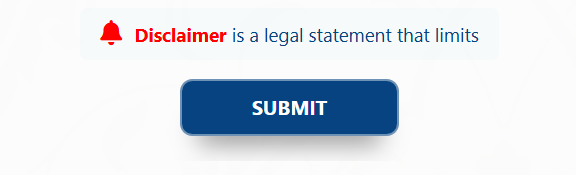 Disclaimer is a legal statement that limits
SUBMIT